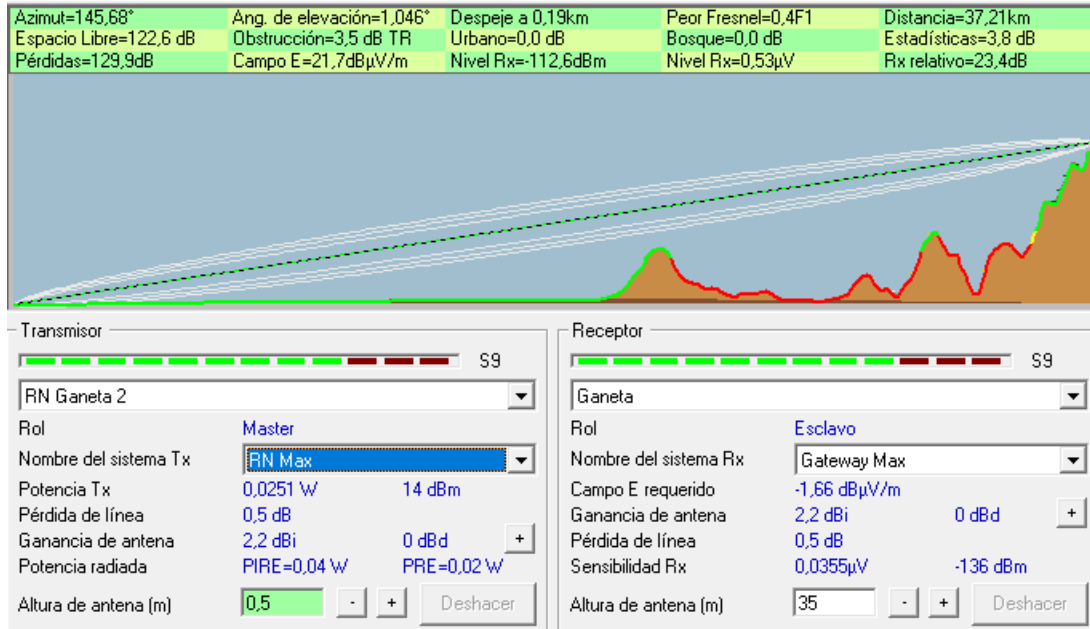 Azimut=145,68° Ang. de elevación=1,046° Despeje a 0,19km Peor Fresnel=0,4F1 Distancia=37,21km
Espacio Libre=122,6 dB Obstrucción=3,5 dB TR Urbano=0,0 dB Bosque=0,0 dB Estadísticas=3,8 dB
Pérdidas=129,9dB Campo E=21,7dBμV/m Nivel Rx=-112,6dBm Nivel Rx=0,53μV Rx relativo=23,4dB
Transmisor
S9
RN Ganeta 2
Rol Master
Nombre del sistema Tx RN Max
Potencia Tx 0,0251 W 14 dBm
Pérdida de línea 0,5 dB
Ganancia de antena 2,2 dBi 0 dBd +
Potencia radiada PIRE=0,04 W PRE=0,02 W
Altura de antena (m) 0,5 - + Deshacer
Receptor
S9
Ganeta
Rol Esclavo
Nombre del sistema Rx Gateway Max
Campo E requerido -1,66 dBμV/m
Ganancia de antena 2,2 dBi 0 dBd +
Pérdida de línea 0,5 dB
Sensibilidad Rx 0,0355μV -136 dBm
Altura de antena (m) 35 - + Deshacer